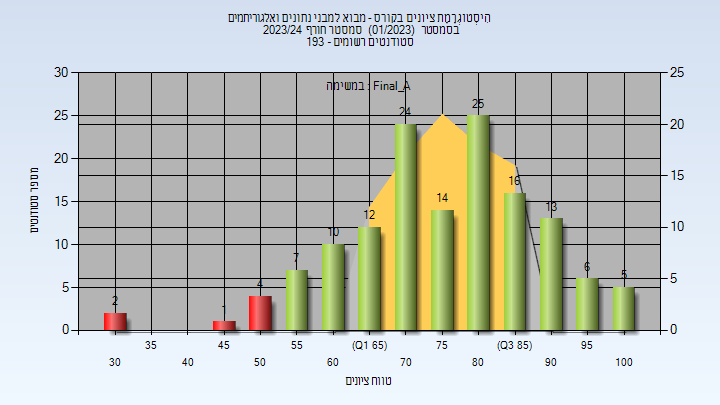 הִיסְטוֹגְרָמַת ציונים בקורס - מבוא למבני נתונים ואלגוריתמים
בסמסטר (01/2023) סמסטר חורף 2023/24
סטודנטים רשומים - 193
במשימה : Final_A
מספר סטודנטים
30 25 20 15 10 5 0
25 20 15 10 5 0
2 1 4 7 10 12 24 14 25 16 13 6 5
35 45 55 (Q1 65) 75 (Q3 85) 95
30 40 50 60 70 80 90 100
טווח ציונים